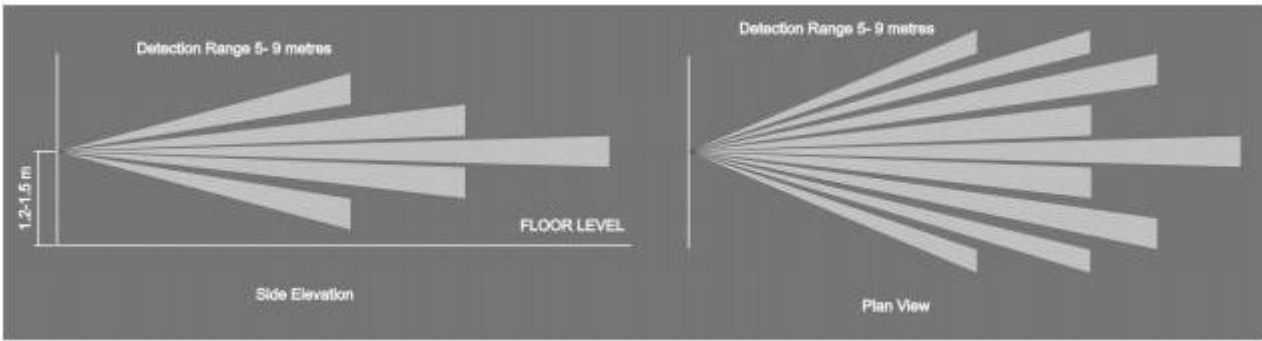 Detection Range 5- 9 metres
1.2-1.5 m
FLOOR LEVEL
Side Elevation
Detection Range 5- 9 metres
Plan View